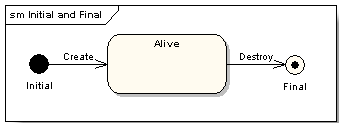 sm Initial and Final
Alive
Create
Destroy
Initial
Final